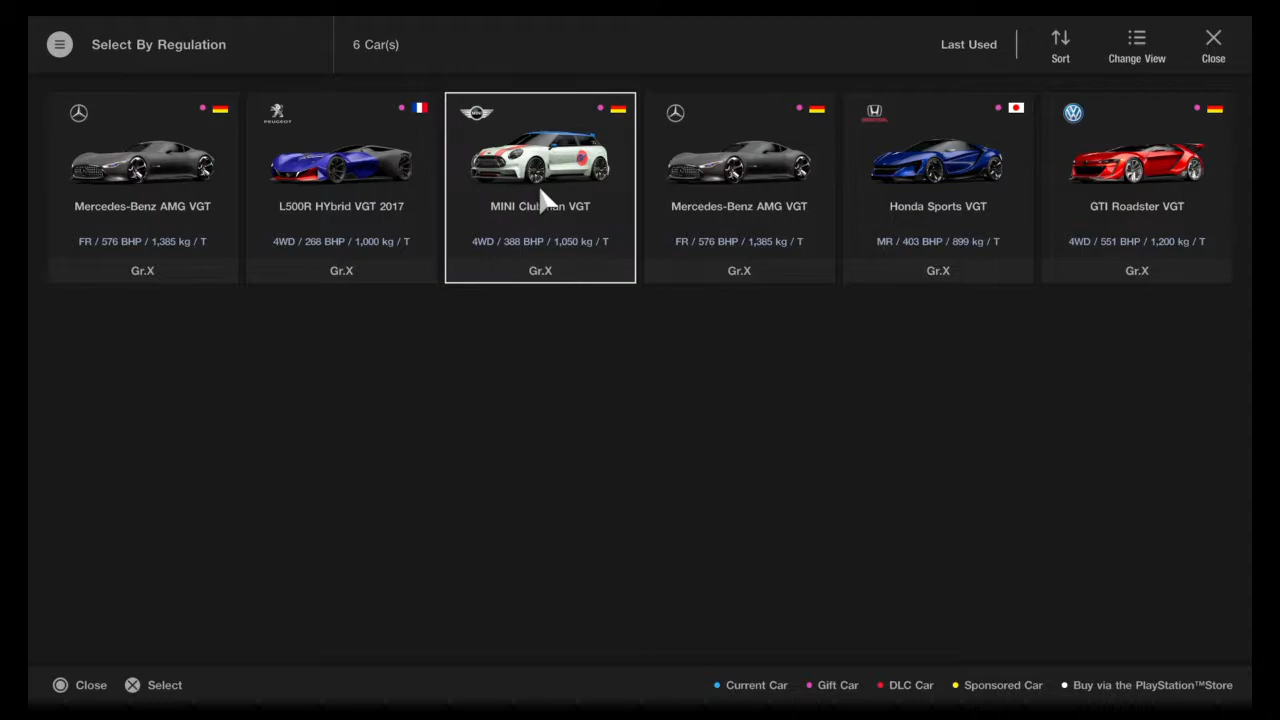 Select By Regulation
6 Car(s)
Last Used
Sort
Change View
Close
Mercedes-Benz AMG VGT
FR / 576 BHP / 1,385 kg / T
Gr.X
PEUGEOT
L500R HYbrid VGT 2017
4WD / 268 BHP / 1,000 kg / T
Gr.X
MINI
MINI Clubman VGT
4WD / 388 BHP / 1,050 kg / T
Gr.X
Mercedes-Benz AMG VGT
FR / 576 BHP / 1,385 kg / T
Gr.X
HONDA
Honda Sports VGT
MR / 403 BHP / 899 kg / T
Gr.X
GTI Roadster VGT
4WD / 551 BHP / 1,200 kg / T
Gr.X
Close
Select
Current Car
Gift Car
DLC Car
Sponsored Car
Buy via the PlayStation™Store